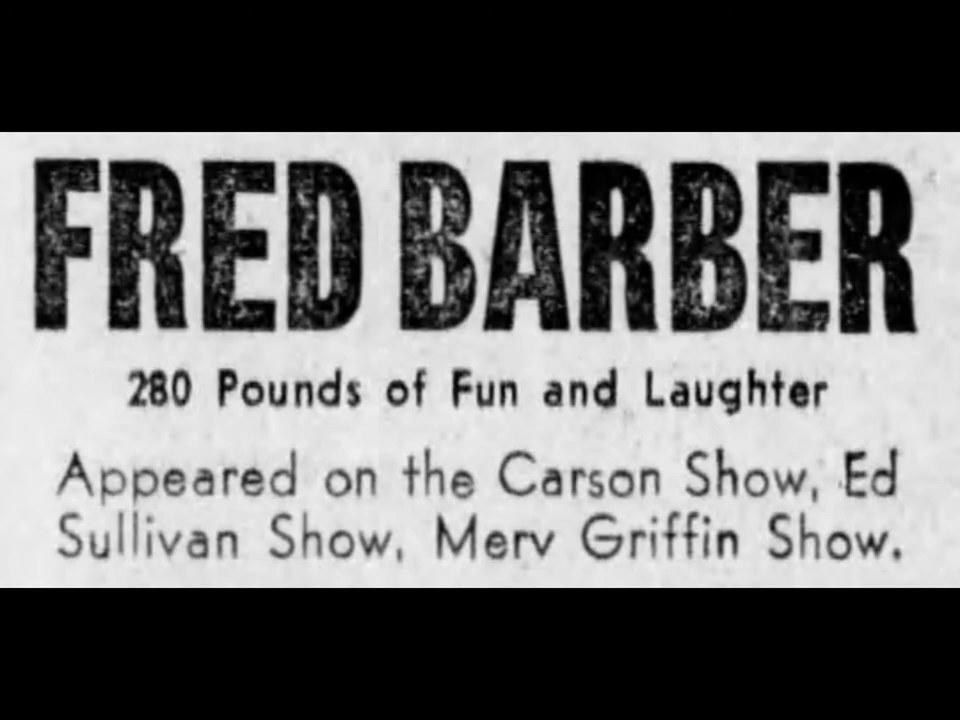 FRED BARBER
280 Pounds of Fun and Laughter
Appeared on the Carson Show, Ed
Sullivan Show, Merv Griffin Show.